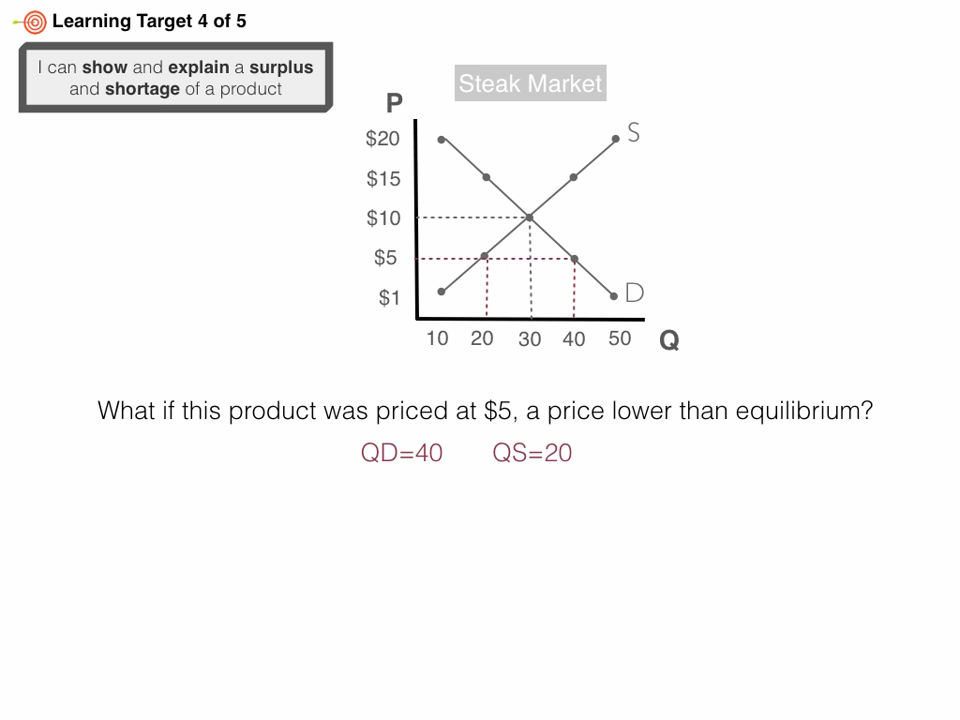 Learning Target 4 of 5
I can show and explain a surplus
and shortage of a product
Steak Market
P
$20
$15
$10
$5
$1
S
D
10 20 30 40 50
Q
What if this product was priced at $5, a price lower than equilibrium?
QD=40 QS=20